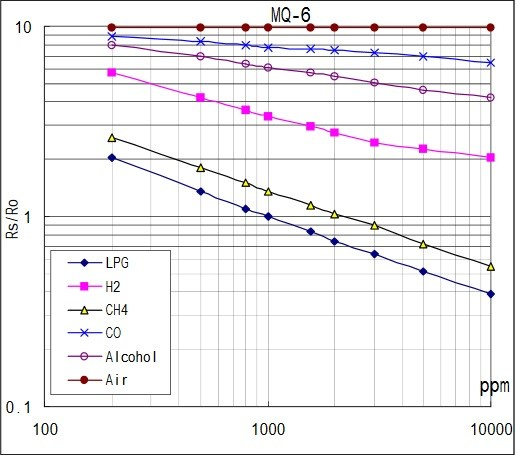 MQ-6
10
1
0.1
Rs/Ro
LPG
H2
CH4
CO
Alcohol
Air
ppm
100
1000
10000